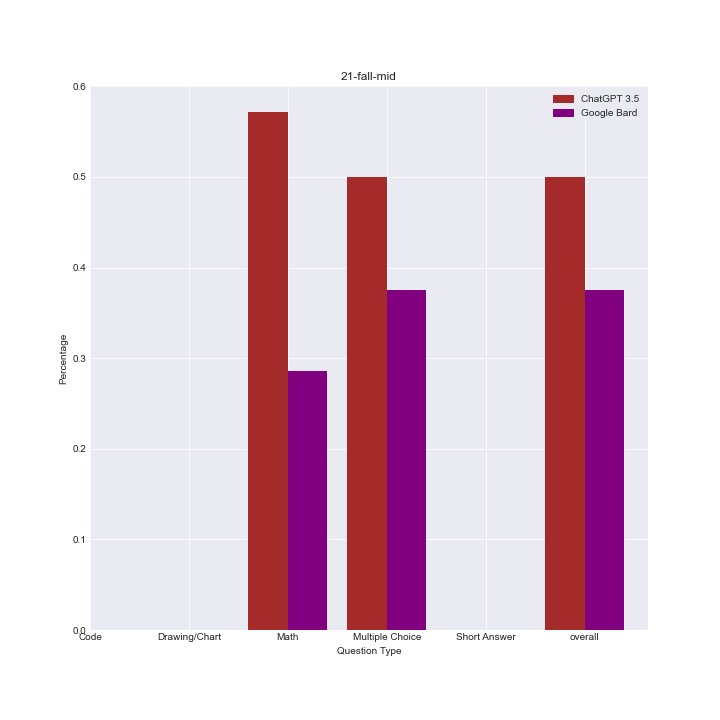 21-fall-mid
ChatGPT 3.5
Google Bard
0.6
0.5
0.4
0.3
0.2
0.1
0.0
Percentage
Code Drawing/Chart Math Multiple Choice Short Answer overall
Question Type